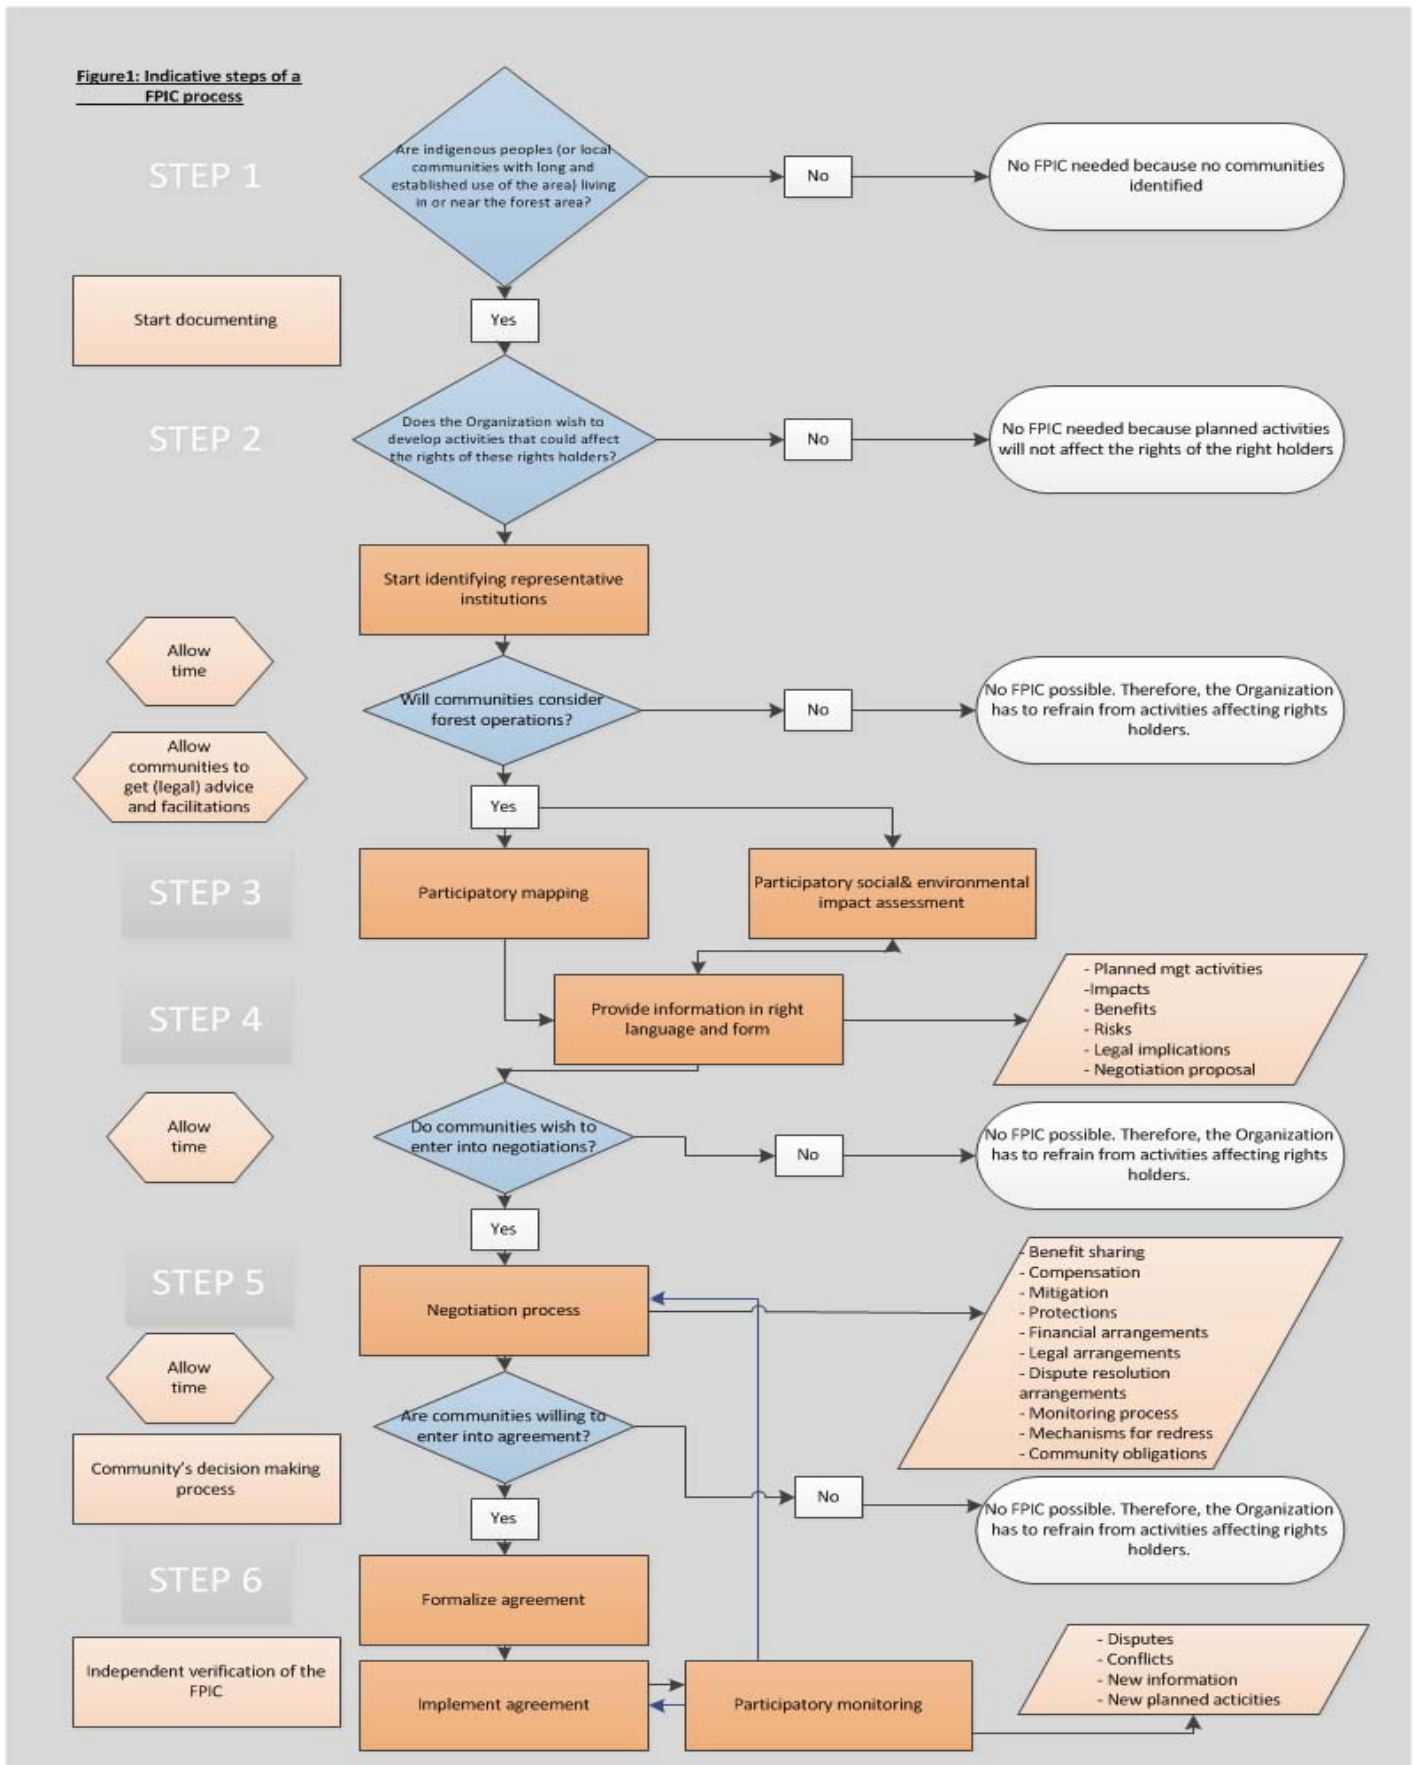 Figure1: Indicative steps of a
FPIC process
STEP 1
Are indigenous peoples (or local
communities with long and
established use of the area) living
in or near the forest area?
No
No FPIC needed because no communities
identified
Start documenting
Yes
STEP 2
Does the Organization wish to
develop activities that could affect
the rights of these rights holders?
No
No FPIC needed because planned activities
will not affect the rights of the right holders
Start identifying representative
institutions
Allow
time
Will communities consider
forest operations?
No
No FPIC possible. Therefore, the Organization
has to refrain from activities affecting rights
holders.
Allow
communities to
get (legal) advice
and facilitations
Yes
STEP 3
Participatory mapping
Participatory social& environmental
impact assessment
STEP 4
Provide information in right
language and form
- Planned mgt activities
-Impacts
- Benefits
- Risks
- Legal implications
- Negotiation proposal
Allow
time
Do communities wish to
enter into negotiations?
No
No FPIC possible. Therefore, the Organization
has to refrain from activities affecting rights
holders.
Yes
STEP 5
Negotiation process
- Benefit sharing
- Compensation
- Mitigation
- Protections
- Financial arrangements
- Legal arrangements
- Dispute resolution
arrangements
- Monitoring process
- Mechanisms for redress
- Community obligations
Allow
time
Are communities willing to
enter into agreement?
Community's decision making
process
No
No FPIC possible. Therefore, the Organization
has to refrain from activities affecting rights
holders.
Yes
STEP 6
Formalize agreement
Independent verification of the
FPIC
Implement agreement
Participatory monitoring
- Disputes
- Conflicts
- New information
- New planned acticities